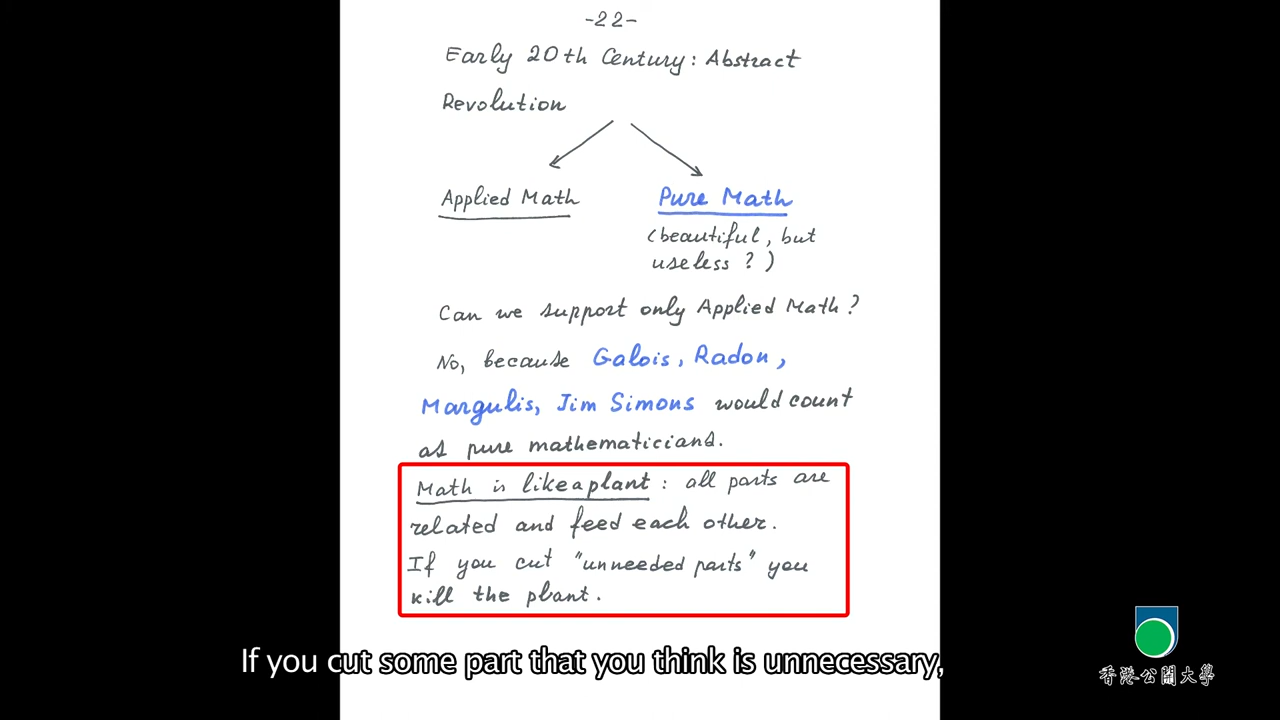 -22-
Early 20th Century: Abstract
Revolution
Applied Math
Pure Math
(beautiful, but
useless ?)
Can we support only Applied Math?
No, because Galois, Radon,
Margulis, Jim Simons would count
as pure mathematicians.
Math is like a plant : all parts are
related and feed each other.
If you cut "unneeded parts" you
kill the plant.
If you cut some part that you think is unnecessary,
香港公開大學